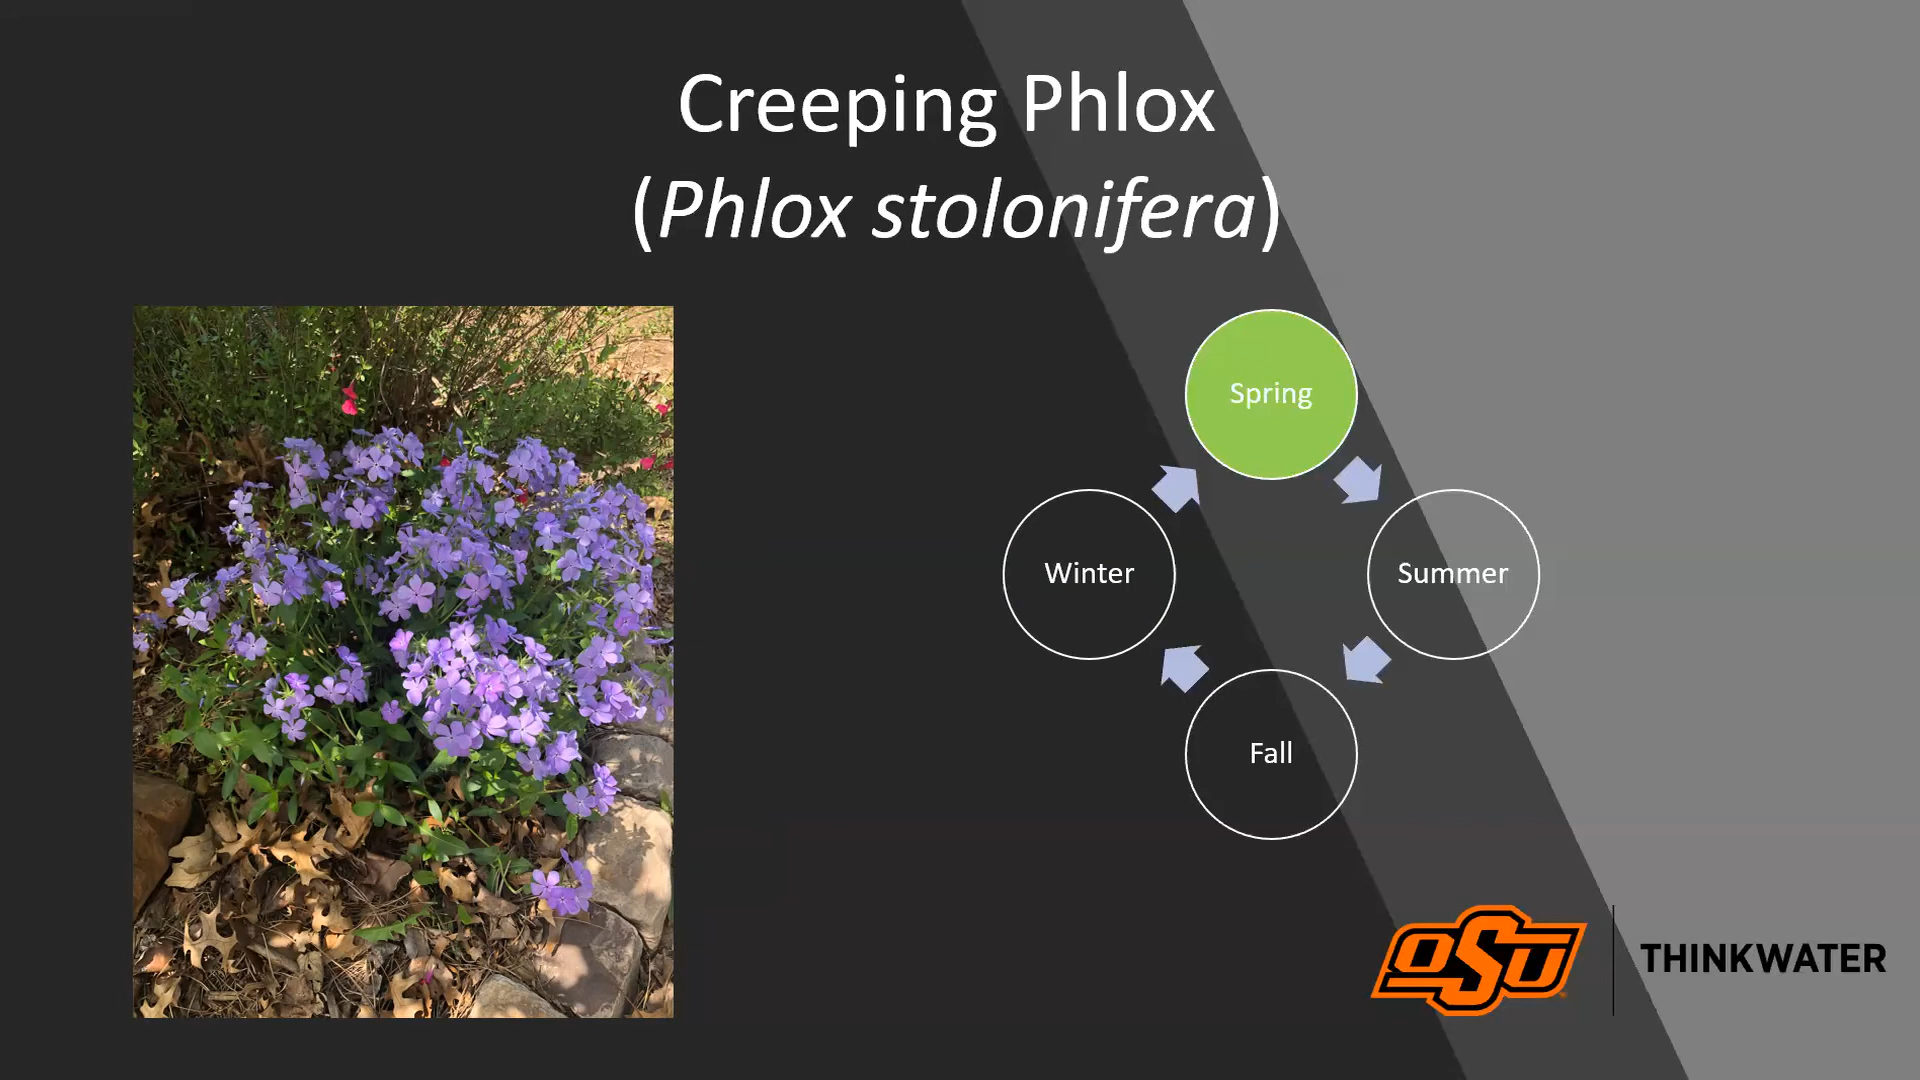 Creeping Phlox
(Phlox stolonifera)
Spring
Winter
Summer
Fall
OSU
THINKWATER